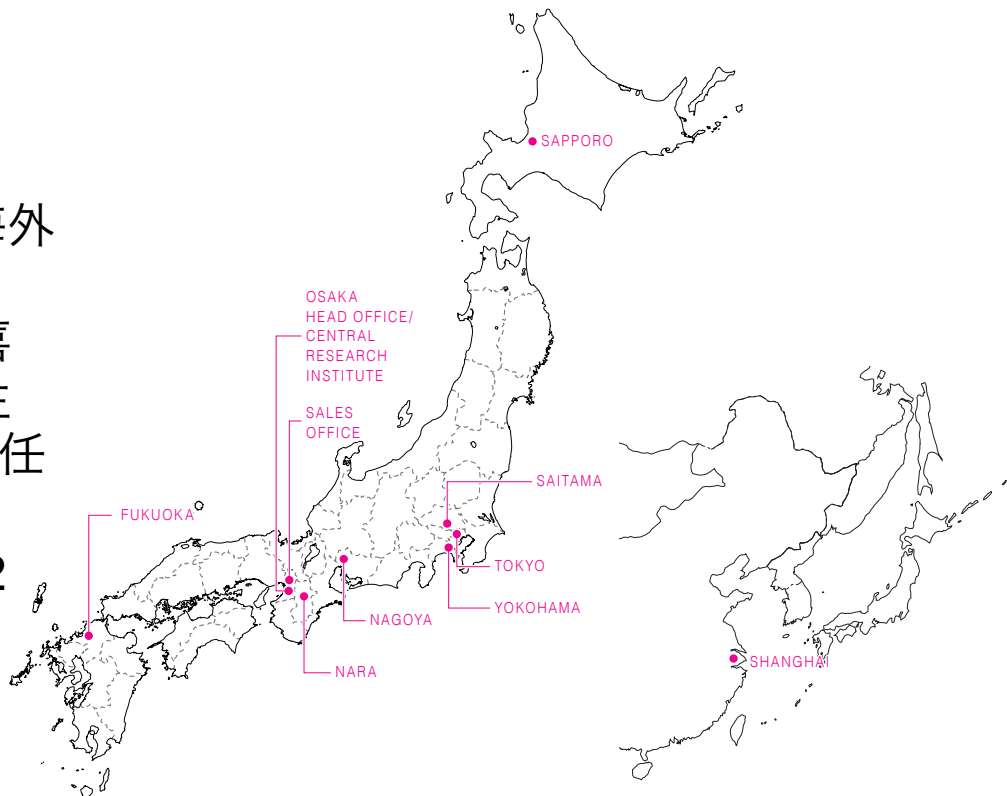 外
任
2
SAPPORO
OSAKA
HEAD OFFICE/
CENTRAL
RESEARCH
INSTITUTE
SALES
OFFICE
SAITAMA
FUKUOKA
TOKYO
YOKOHAMA
NAGOYA
NARA
SHANGHAI